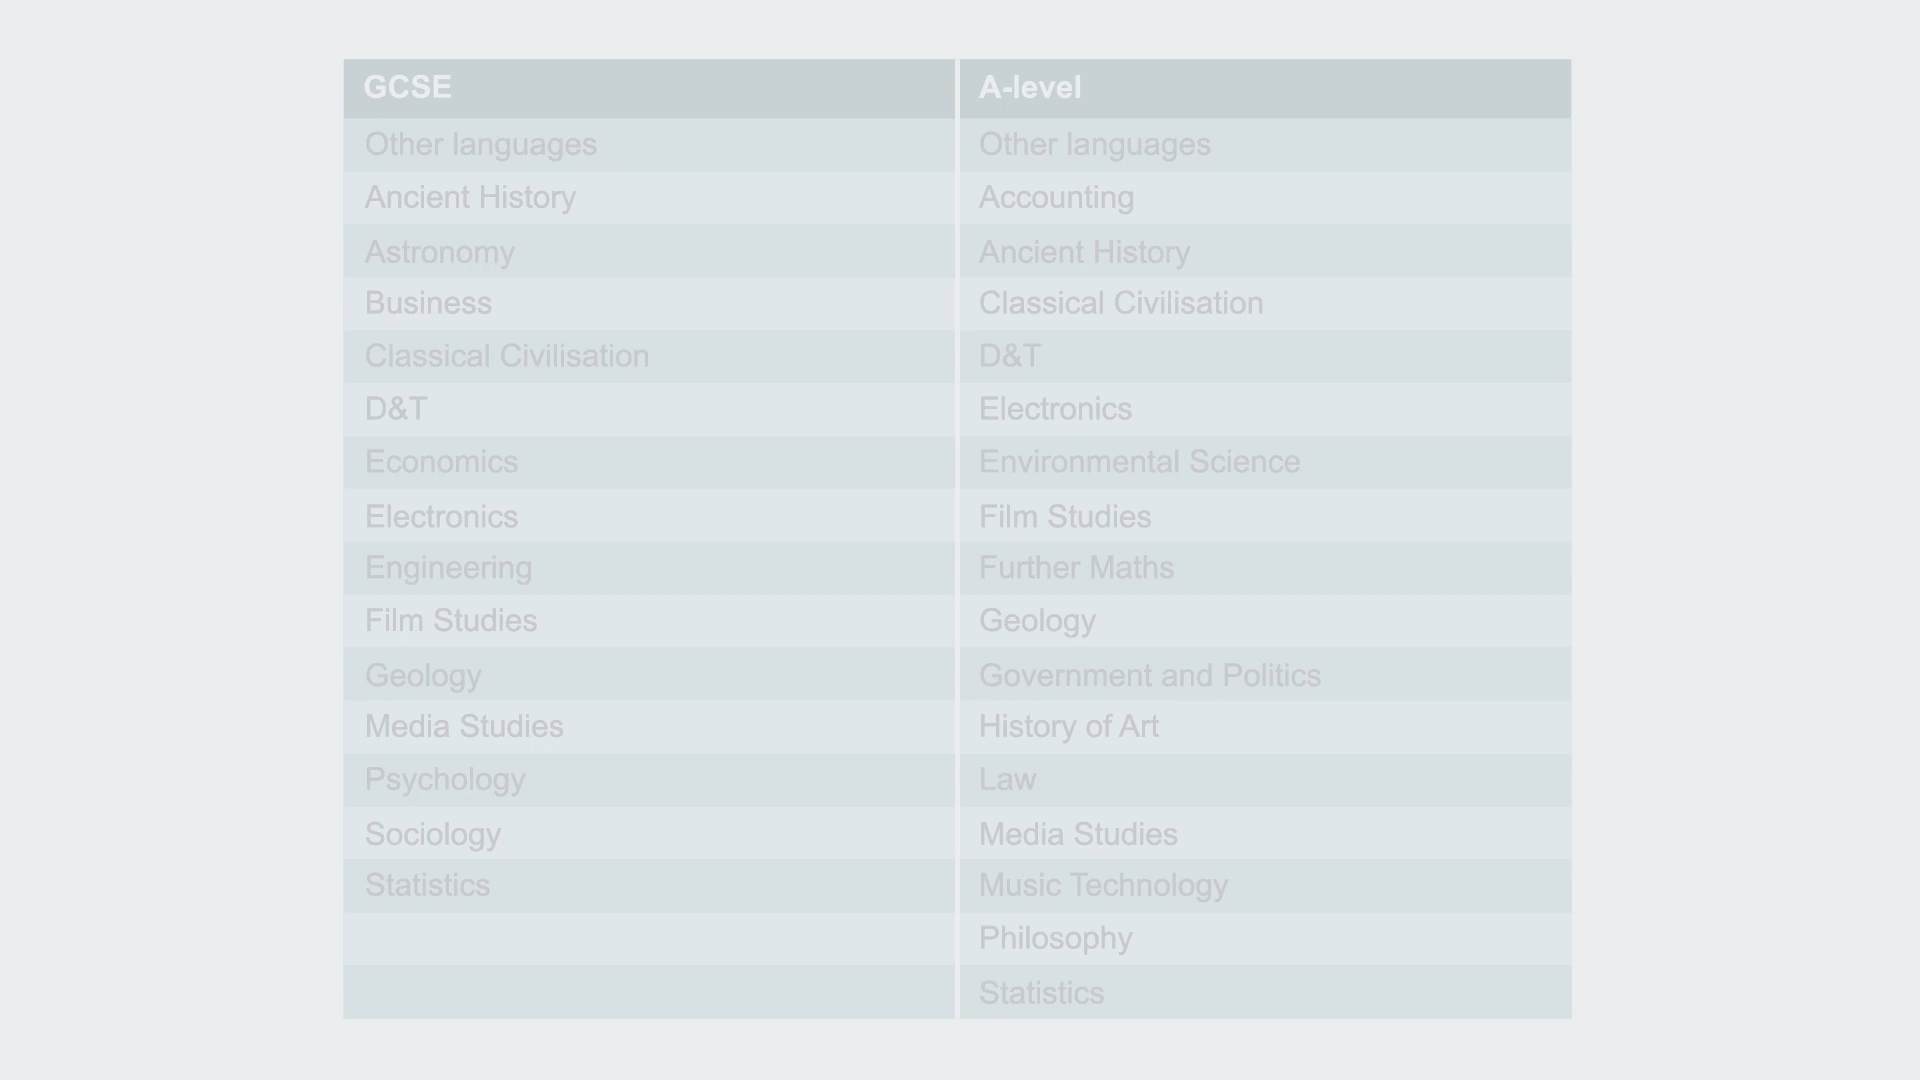 GCSE A-level
Other languages Other languages
Ancient History Accounting
Astronomy Ancient History
Business Classical Civilisation
Classical Civilisation D&T
D&T Electronics
Economics Environmental Science
Electronics Film Studies
Engineering Further Maths
Film Studies Geology
Geology Government and Politics
Media Studies History of Art
Psychology Law
Sociology Media Studies
Statistics Music Technology
Philosophy
Statistics